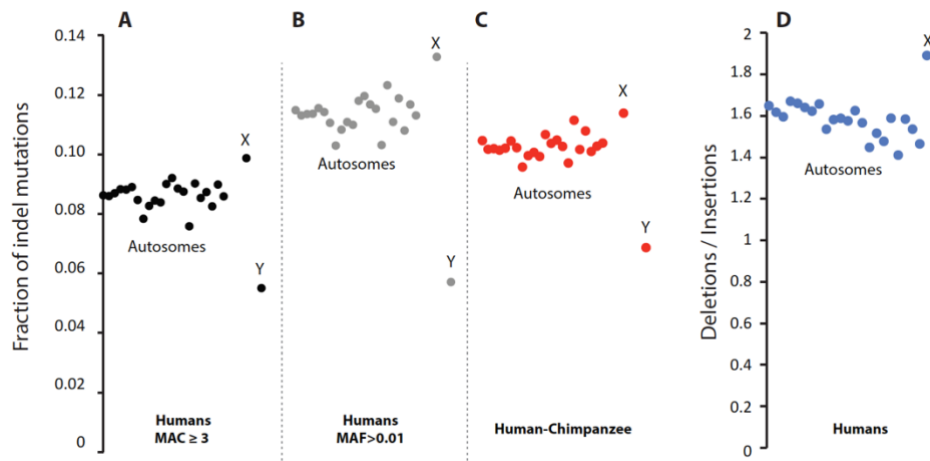 A
B
C
D
Fraction of indel mutations
0.14
0.12
0.10
0.08
0.06
0.04
0.02
0
X
Autosomes
Y
Humans
MAC ≥ 3
X
Autosomes
Y
Humans
MAF>0.01
X
Autosomes
Y
Human-Chimpanzee
Deletions / Insertions
2
1.8
1.6
1.4
1.2
1
0.8
0.6
0.4
0.2
0
X
Autosomes
Humans